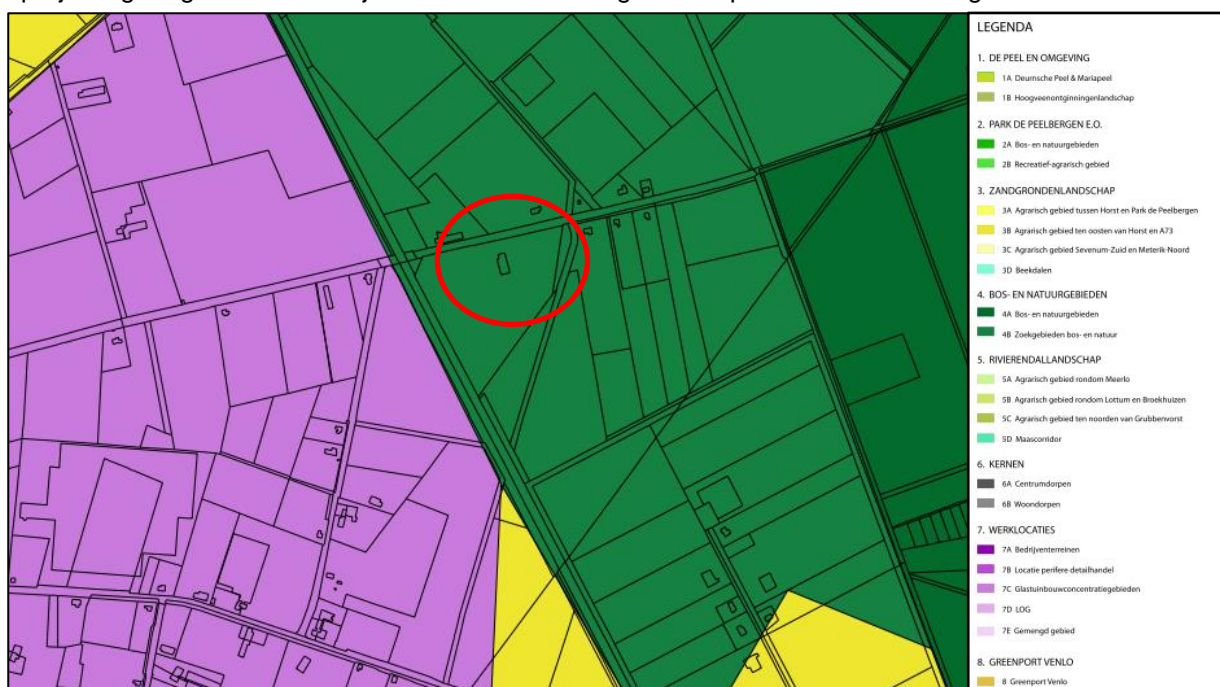 LEGENDA
1. DE PEEL EN OMGEVING
1A Deurnsche Peel & Mariapeel
1B Hoogveenontginningenlandschap
2. PARK DE PEELBERGEN E.O.
2A Bos- en natuurgebieden
2B Recreatief-agrarisch gebied
3. ZANDGRONDENLANDSCHAP
3A Agrarisch gebied tussen Horst en Park de Peelbergen
3B Agrarisch gebied ten oosten van Horst en A73
3C Agrarisch gebied Sevenum-Zuid en Meterik-Noord
3D Beekdalen
4. BOS- EN NATUURGEBIEDEN
4A Bos- en natuurgebieden
4B Zoekgebieden bos- en natuur
5. RIVIERENDALLANDSCHAP
5A Agrarisch gebied rondom Meerlo
5B Agrarisch gebied rondom Lottum en Broekhuizen
5C Agrarisch gebied ten noorden van Grubbenvorst
5D Maascorridor
6. KERNEN
6A Centrumdorpen
6B Woondorpen
7. WERKLOCATIES
7A Bedrijventerreinen
7B Locatie perifere detailhandel
7C Glastuinbouwconcentratiegebieden
7D LOG
7E Gemengd gebied
8. GREENPORT VENLO
8 Greenport Venlo